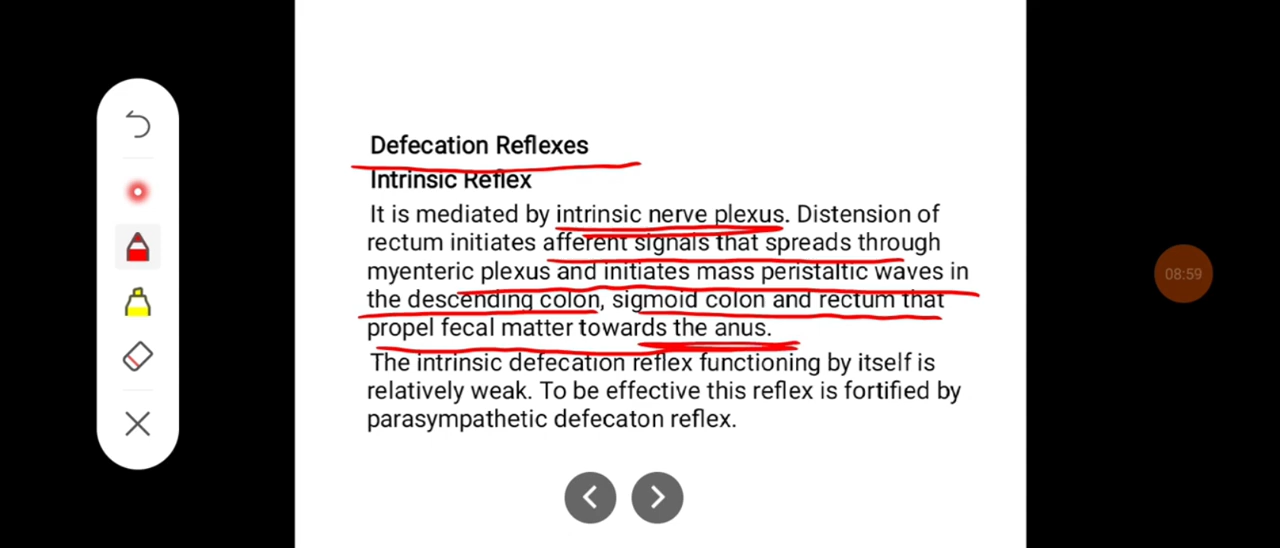 Defecation Reflexes
Intrinsic Reflex
It is mediated by intrinsic nerve plexus. Distension of
rectum initiates afferent signals that spreads through
myenteric plexus and initiates mass peristaltic waves in
the descending colon, sigmoid colon and rectum that
propel fecal matter towards the anus.
The intrinsic defecation reflex functioning by itself is
relatively weak. To be effective this reflex is fortified by
parasympathetic defecaton reflex.
08:59